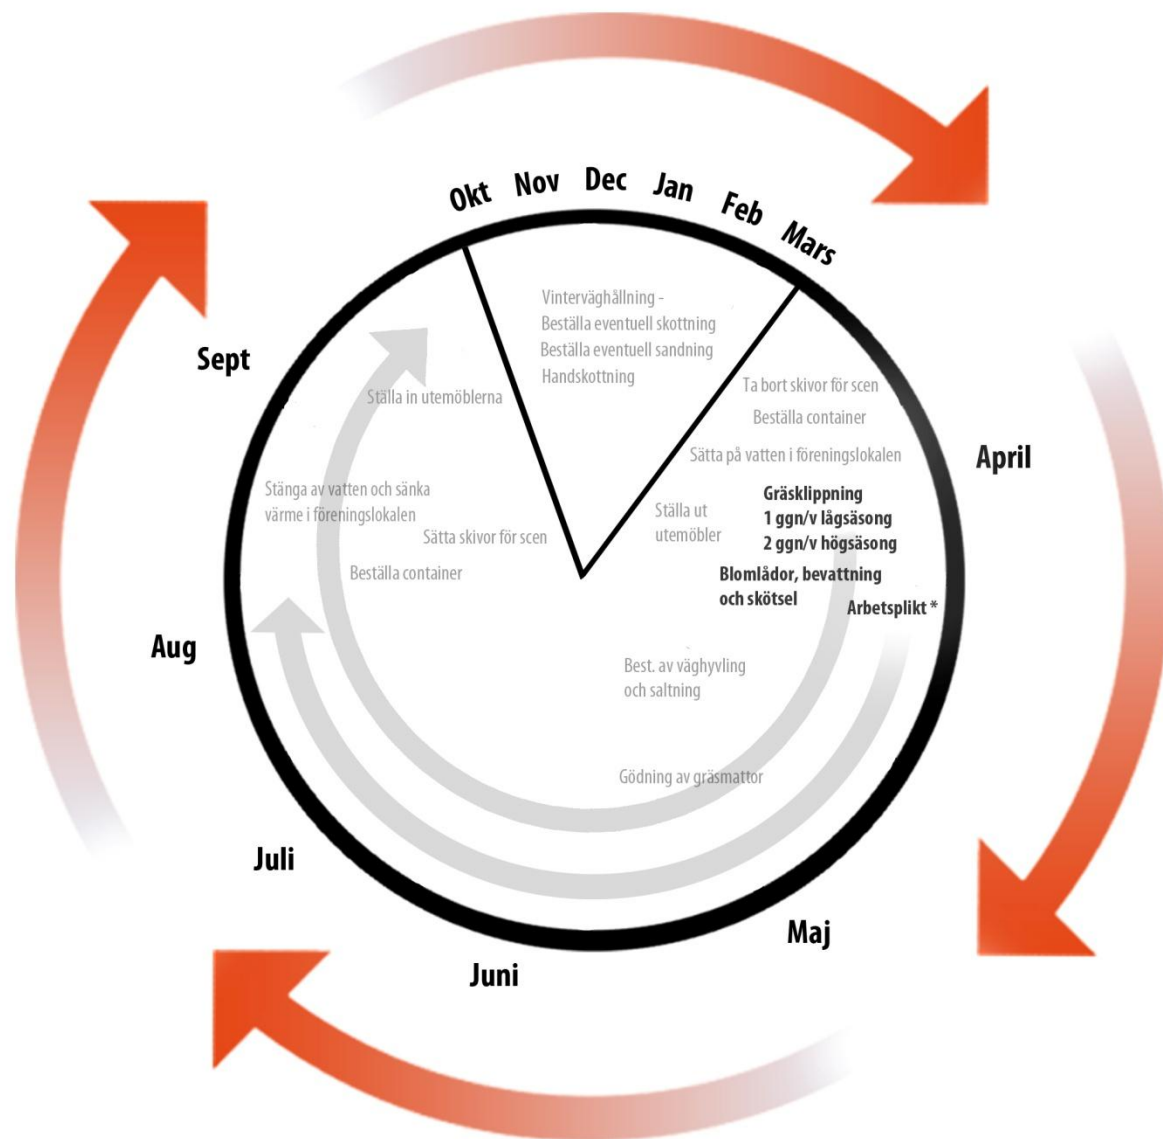 Okt
Nov
Dec
Jan
Feb
Mars
April
Maj
Juni
Juli
Aug
Sept
Vinterväghållning -
Beställa eventuell skottning
Beställa eventuell sandning
Handskottning
Ta bort skivor för scen
Beställa container
Sätta på vatten i föreningslokalen
Ställa ut
utemöbler
Gräsklippning
1 ggn/v lågsäsong
2 ggn/v högsäsong
Blomlådor, bevattning
och skötsel
Arbetsplikt *
Best. av väghyvling
och saltning
Gödning av gräsmattor
Ställa in utemöblerna
Stänga av vatten och sänka
värme i föreningslokalen
Sätta skivor för scen
Beställa container